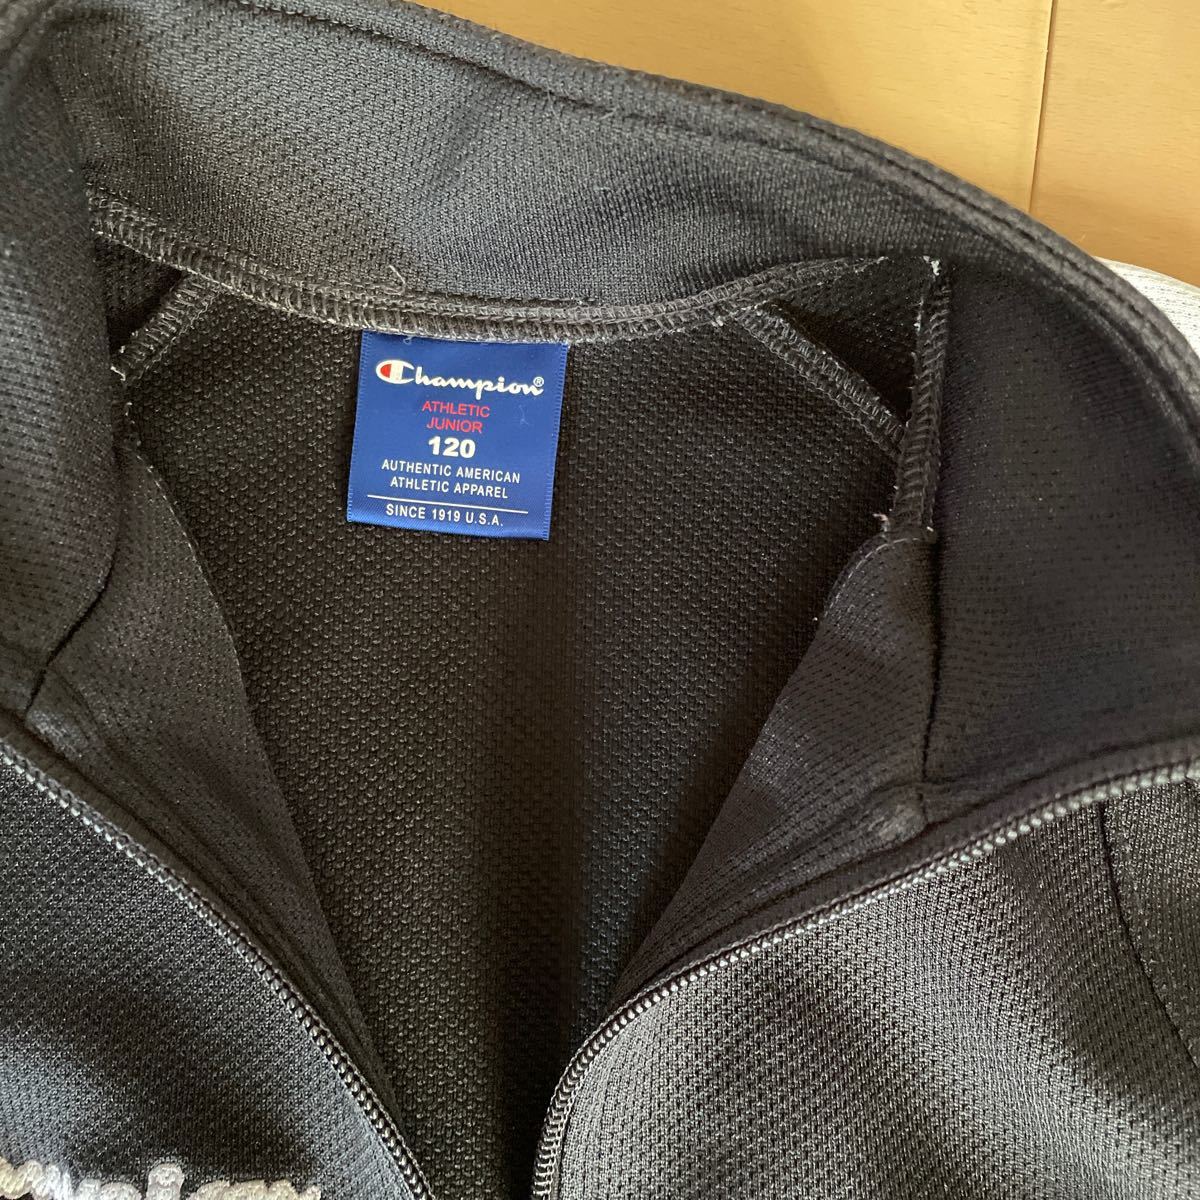 Champion®
ATHLETIC
JUNIOR
120
AUTHENTIC AMERICAN
ATHLETIC APPAREL
SINCE 1919 U.S.A.